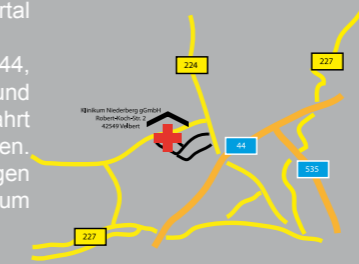 rtal
44,
und
ahrt
en.
gen
um
224
227
Klinikum Niederberg gGmbH
Robert-Koch-Str. 2
42549 Velbert
44
535
227